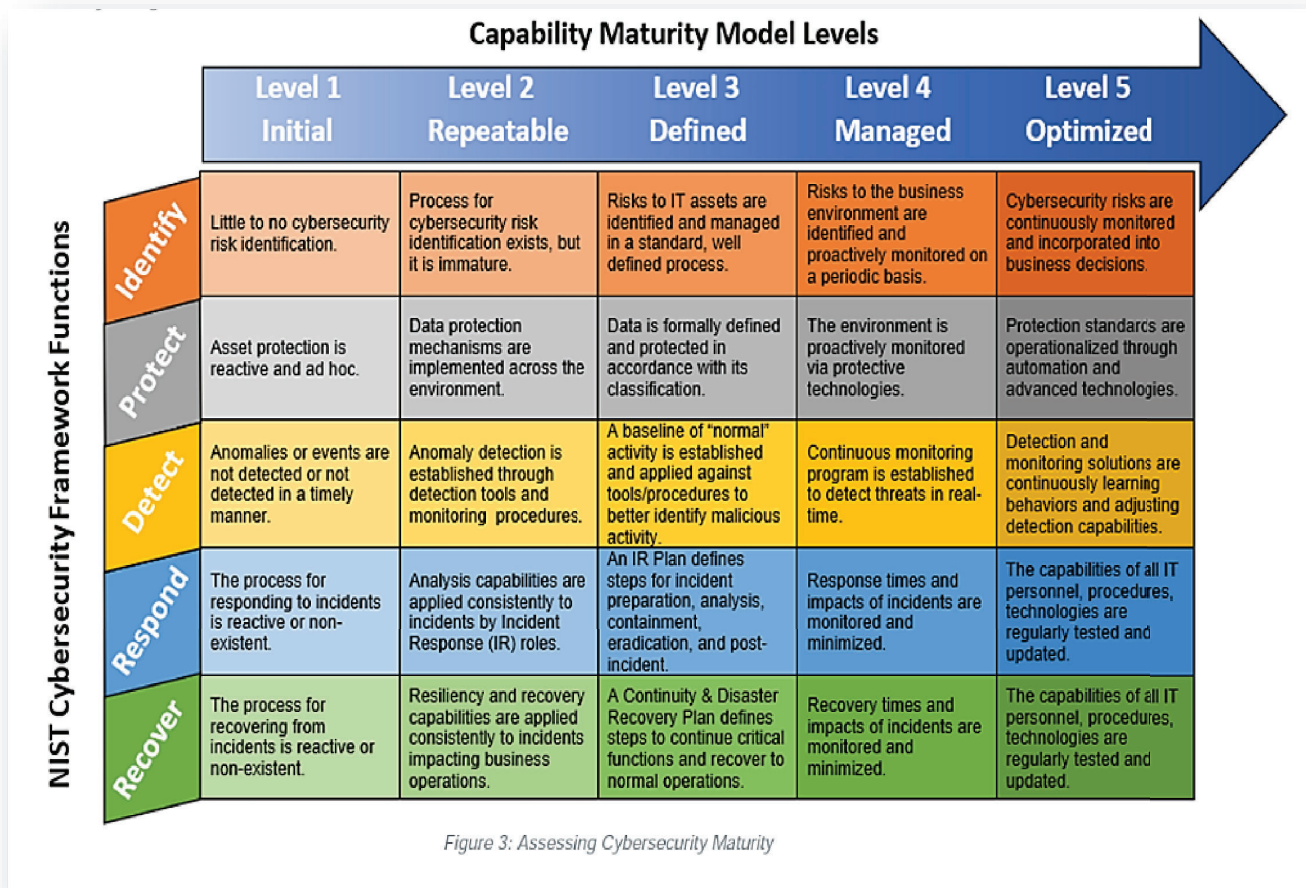 Capability Maturity Model Levels
Level 1
Initial
Level 2
Repeatable
Level 3
Defined
Level 4
Managed
Level 5
Optimized
NIST Cybersecurity Framework Functions
Identify
Little to no cybersecurity
risk identification.
Process for
cybersecurity risk
identification exists, but
it is immature.
Risks to IT assets are
identified and managed
in a standard, well
defined process.
Risks to the business
environment are
identified and
proactively monitored on
a periodic basis.
Cybersecurity risks are
continuously monitored
and incorporated into
business decisions.
Protect
Asset protection is
reactive and ad hoc.
Data protection
mechanisms are
implemented across the
environment.
Data is formally defined
and protected in
accordance with its
classification.
The environment is
proactively monitored
via protective
technologies.
Protection standarcs are
operationalized through
automation and
advanced technologies.
Detect
Anomalies or events are
not detected or not
detected in a timely
manner.
Anomaly detection is
established through
detection tools and
monitoring procedures.
A baseline of “normal”
activity is established
and applied against
tools/procedures to
better identify malicious
activity.
Continuous monitoring
program is established
to detect threats in real-
time.
Detection and
monitoring solutions are
continuously learning
behaviors and adjusting
detection capabilities.
Respond
The process for
responding to incidents
is reactive or non-
existent.
Analysis capabilities are
applied consistently to
incidents by Incident
Response (IR) roles.
An IR Plan defines
steps for incident
preparation, analysis,
containment,
eradication, and post-
incident.
Response times and
impacts of incidents are
monitored and
minimized.
The capabilities of all IT
personnel, procedures,
technologies are
regularly tested and
updated.
Recover
The process for
recovering from
incidents is reactive or
non-existent.
Resiliency and recovery
capabilities are applied
consistently to incidents
impacting business
operations.
A Continuity & Disaster
Recovery Plan defines
steps to continue critical
functions and recover to
normal operations.
Recovery times and
impacts of incidents are
monitored and
minimized.
The capabilities of all IT
personnel, procedures,
technologies are
regularly tested and
updated.
Figure 3: Assessing Cybersecurity Maturity